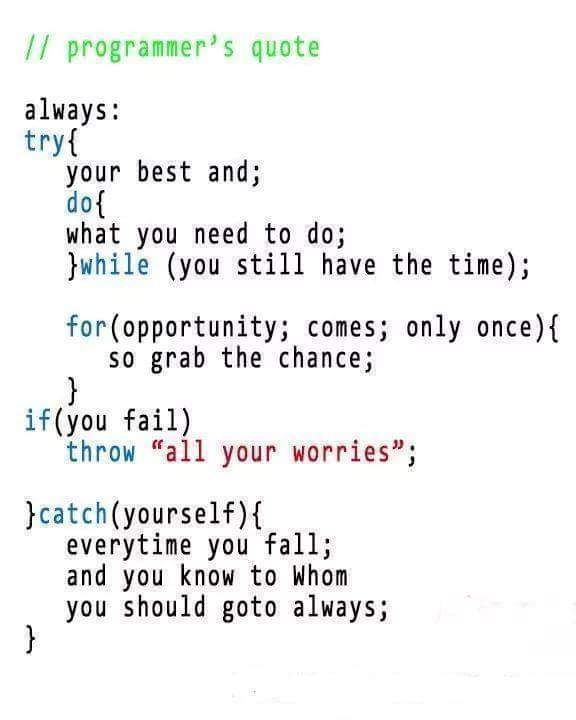 // programmer’s quote
always:
try{
your best and;
do{
what you need to do;
}while (you still have the time);
for(opportunity; comes; only once){
so grab the chance;
}
if(you fail)
throw “all your worries”;
}catch(yourself){
everytime you fall;
and you know to Whom
you should goto always;
}